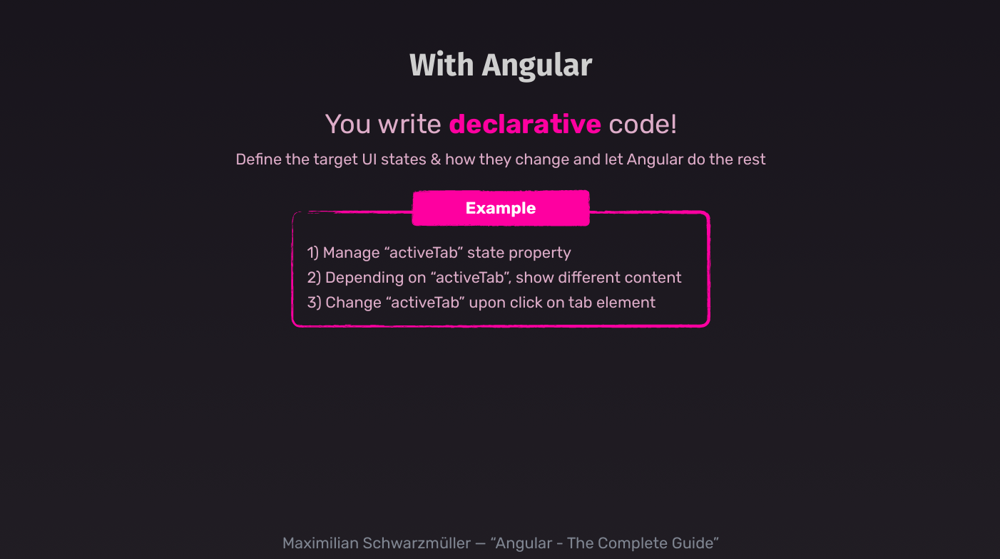 With Angular
You write declarative code!
Define the target UI states & how they change and let Angular do the rest
Example
1) Manage “activeTab” state property
2) Depending on “activeTab”, show different content
3) Change “activeTab” upon click on tab element
Maximilian Schwarzmüller — “Angular - The Complete Guide”